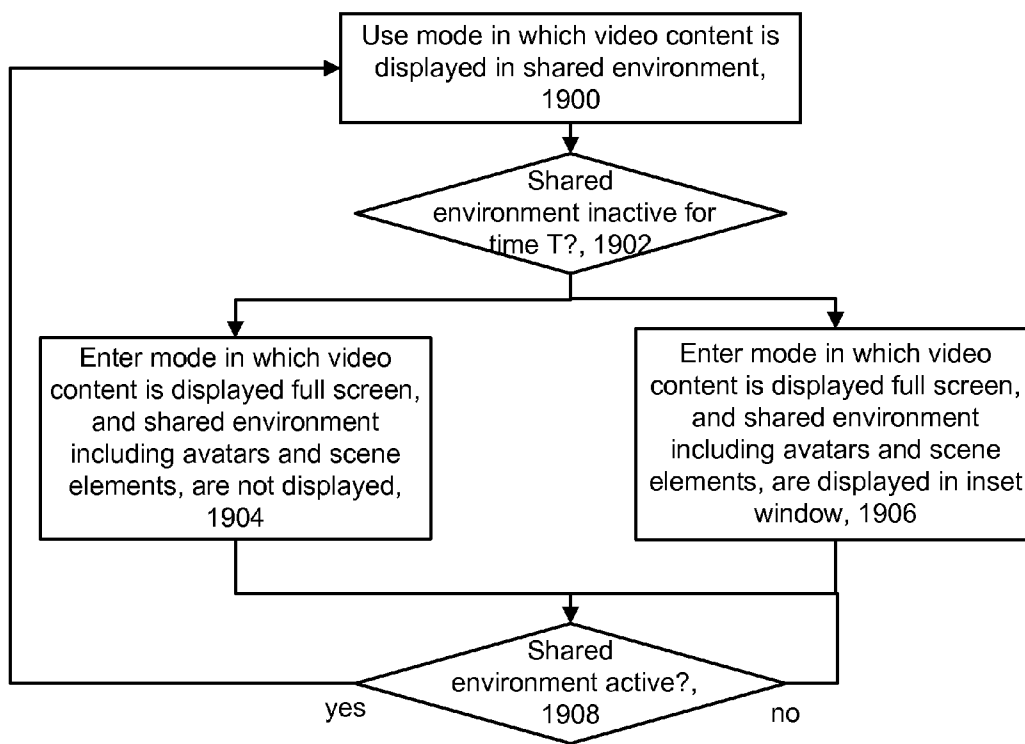 Use mode in which video content is
displayed in shared environment,
1900
Shared
environment inactive for
time T?, 1902
Enter mode in which video
content is displayed full screen,
and shared environment
including avatars and scene
elements, are not displayed,
1904
Enter mode in which video
content is displayed full screen,
and shared environment
including avatars and scene
elements, are displayed in inset
window, 1906
Shared
environment active?,
1908
yes
no